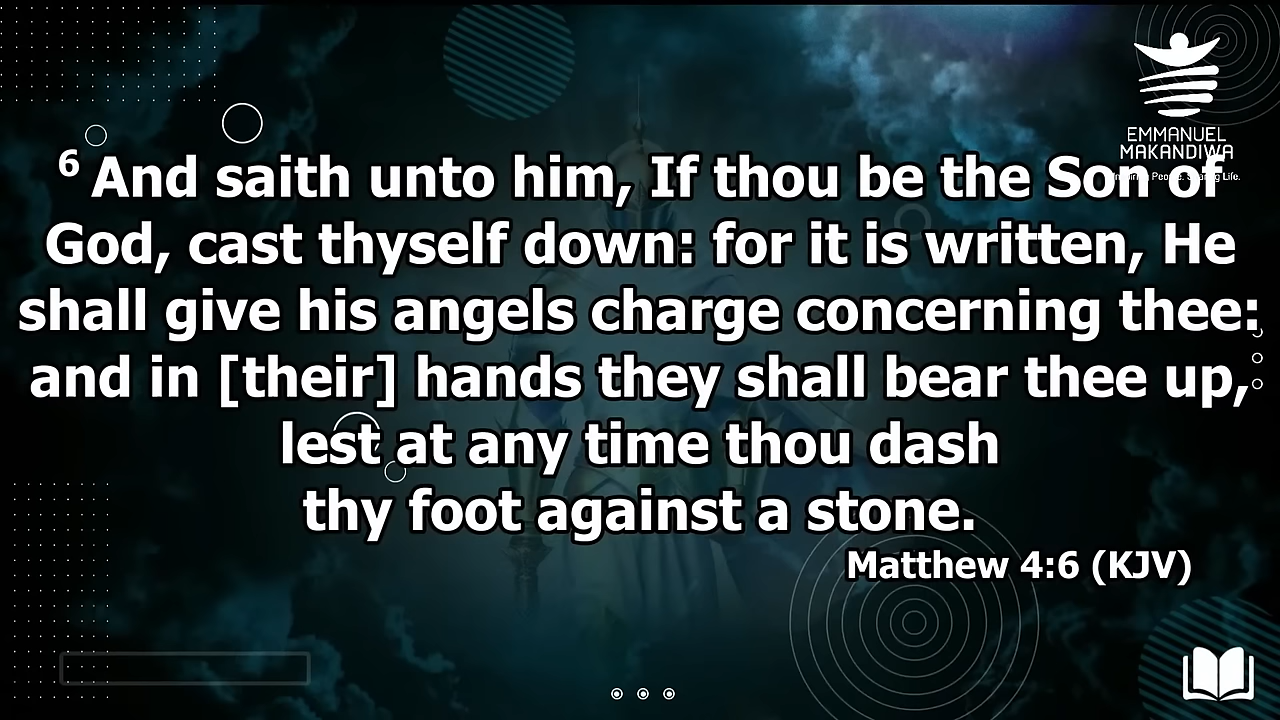 EMMANUEL
MAKANDIWA
6 And saith unto him, If thou be the Son of
God, cast thyself down: for it is written, He
shall give his angels charge concerning thee:
and in [their] hands they shall bear thee up,
lest at any time thou dash
thy foot against a stone.
Matthew 4:6 (KJV)